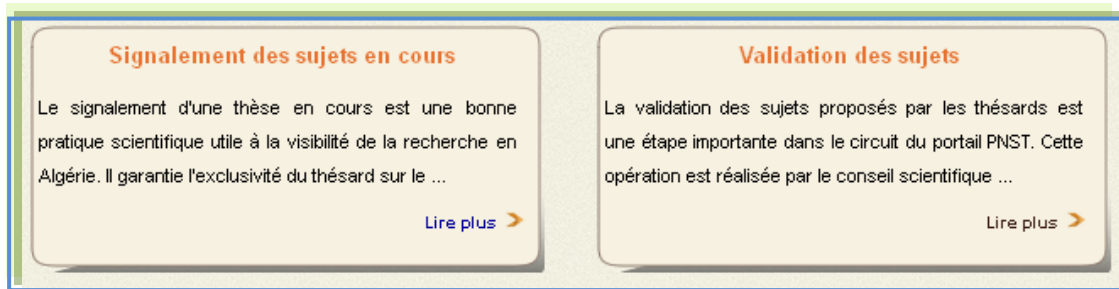 Signalement des sujets en cours
Le signalement d'une thèse en cours est une bonne
pratique scientifique utile à la visibilité de la recherche en
Algérie. Il garantie l'exclusivité du thésard sur le ...
Lire plus
Validation des sujets
La validation des sujets proposés par les thésards est
une étape importante dans le circuit du portail PNST. Cette
opération est réalisée par le conseil scientifique ...
Lire plus